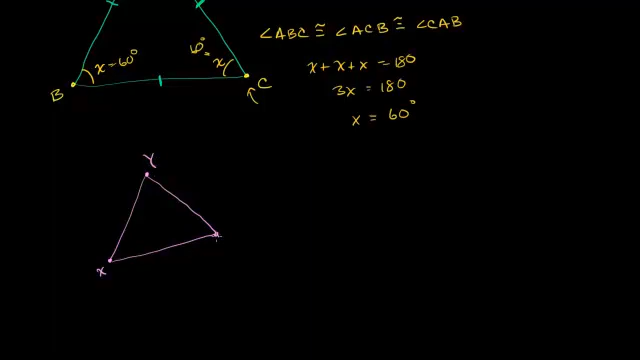 ∠ABC ≅ ∠ACB ≅ ∠CAB
x = 60°
60° = x
x + x + x = 180
B
C
3x = 180
x = 60°
Y
X